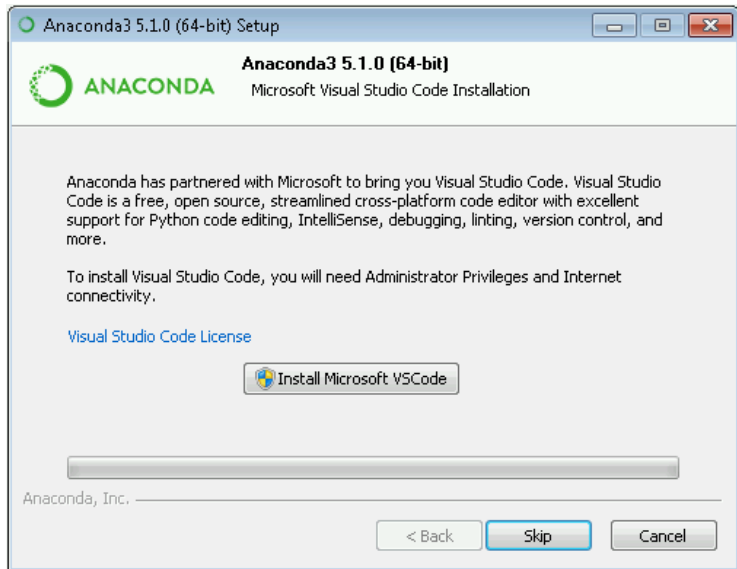 Anaconda3 5.1.0 (64-bit) Setup
Anaconda3 5.1.0 (64-bit)
ANACONDA
Microsoft Visual Studio Code Installation
Anaconda has partnered with Microsoft to bring you Visual Studio Code. Visual Studio
Code is a free, open source, streamlined cross-platform code editor with excellent
support for Python code editing, IntelliSense, debugging, linting, version control, and
more.
To install Visual Studio Code, you will need Administrator Privileges and Internet
connectivity.
Visual Studio Code License
Install Microsoft VSCode
Anaconda, Inc.
< Back
Skip
Cancel